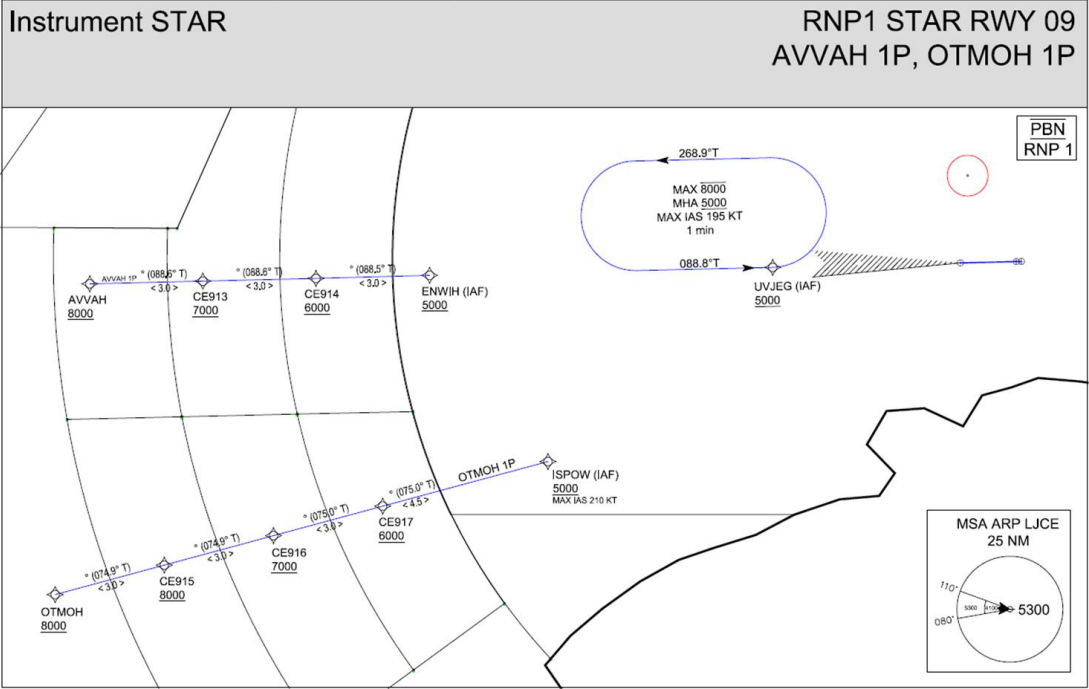 Instrument STAR
RNP1 STAR RWY 09
AVVAH 1P, OTMOH 1P
PBN
RNP 1
268.9°T
MAX 8000
MHA 5000
MAX IAS 195 KT
1 min
088.8°T
UVJEG (IAF)
5000
AVVAH 1P
° (088.6° T)
< 3.0 >
° (088.6° T)
< 3.0 >
° (088.5° T)
< 3.0 >
AVVAH
8000
CE913
7000
CE914
6000
ENWIH (IAF)
5000
OTMOH 1P
ISPOW (IAF)
5000
MAX IAS 210 KT
° (075.0° T)
< 4.5 >
CE917
6000
° (075.0° T)
< 3.0 >
CE916
7000
° (074.9° T)
< 3.0 >
CE915
8000
° (074.9° T)
< 3.0 >
OTMOH
8000
MSA ARP LJCE
25 NM
110°
5300
4100
5300
080°